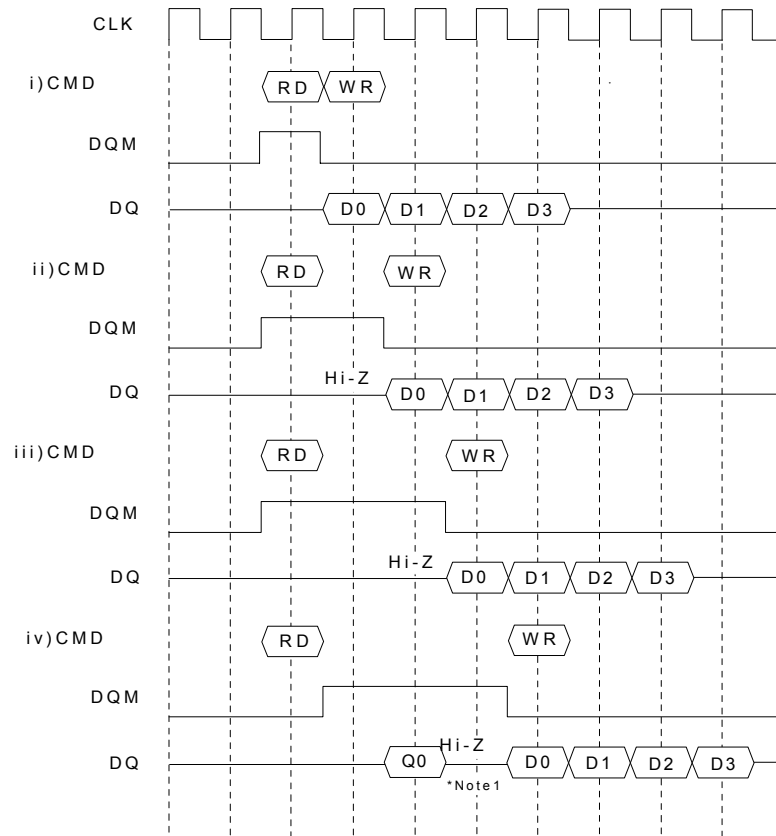 CLK
i)CMD RD WR
DQM
DQ D0 D1 D2 D3
ii)CMD RD WR
DQM
Hi-Z
DQ D0 D1 D2 D3
iii)CMD RD WR
DQM
Hi-Z
DQ D0 D1 D2 D3
iv)CMD RD WR
DQM
Hi-Z
DQ Q0 D0 D1 D2 D3
*Note1